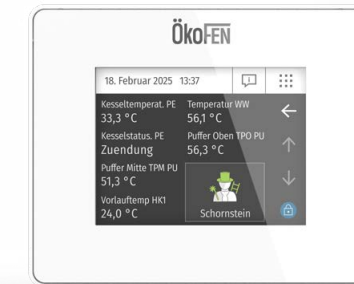 ÖkoFEN
18. Februar 2025 13:37
Kesseltemperat. PE
33,3 °C
Temperatur WW
56,1 °C
Kesselstatus. PE
Zuendung
Puffer Oben TPO PU
56,3 °C
Puffer Mitte TPM PU
51,3 °C
Vorlauftemp HK1
24,0 °C
Schornstein